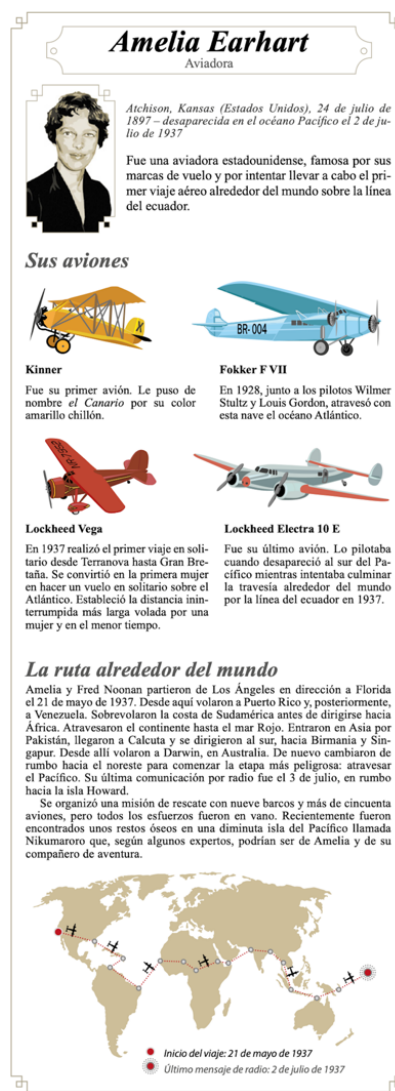 Amelia Earhart
Aviadora
Atchison, Kansas (Estados Unidos), 24 de julio de
1897 – desaparecida en el océano Pacífico el 2 de ju-
lio de 1937
Fue una aviadora estadounidense, famosa por sus
marcas de vuelo y por intentar llevar a cabo el pri-
mer viaje aéreo alrededor del mundo sobre la línea
del ecuador.
Sus aviones
BR-004
Kinner
Fue su primer avión. Le puso de
nombre el Canario por su color
amarillo chillón.
Fokker F VII
En 1928, junto a los pilotos Wilmer
Stultz y Louis Gordon, atravesó con
esta nave el océano Atlántico.
Lockheed Vega
En 1937 realizó el primer viaje en soli-
tario desde Terranova hasta Gran Bre-
taña. Se convirtió en la primera mujer
en hacer un vuelo en solitario sobre el
Atlántico. Estableció la distancia inin-
terrumpida más larga volada por una
mujer y en el menor tiempo.
Lockheed Electra 10 E
Fue su último avión. Lo pilotaba
cuando desapareció al sur del Pa-
cífico mientras intentaba culminar
la travesía alrededor del mundo
por la línea del ecuador en 1937.
La ruta alrededor del mundo
Amelia y Fred Noonan partieron de Los Ángeles en dirección a Florida
el 21 de mayo de 1937. Desde aquí volaron a Puerto Rico y, posteriormente,
a Venezuela. Sobrevolaron la costa de Sudamérica antes de dirigirse hacia
África. Atravesaron el continente hasta el mar Rojo. Entraron en Asia por
Pakistán, llegaron a Calcuta y se dirigieron al sur, hacia Birmania y Sin-
gapur. Desde allí volaron a Darwin, en Australia. De nuevo cambiaron de
rumbo hacia el noreste para comenzar la etapa más peligrosa: atravesar
el Pacífico. Su última comunicación por radio fue el 3 de julio, en rumbo
hacia la isla Howard.
Se organizó una misión de rescate con nueve barcos y más de cincuenta
aviones, pero todos los esfuerzos fueron en vano. Recientemente fueron
encontrados unos restos óseos en una diminuta isla del Pacífico llamada
Nikumaroro que, según algunos expertos, podrían ser de Amelia y de su
compañero de aventura.
Inicio del viaje: 21 de mayo de 1937
Último mensaje de radio: 2 de julio de 1937